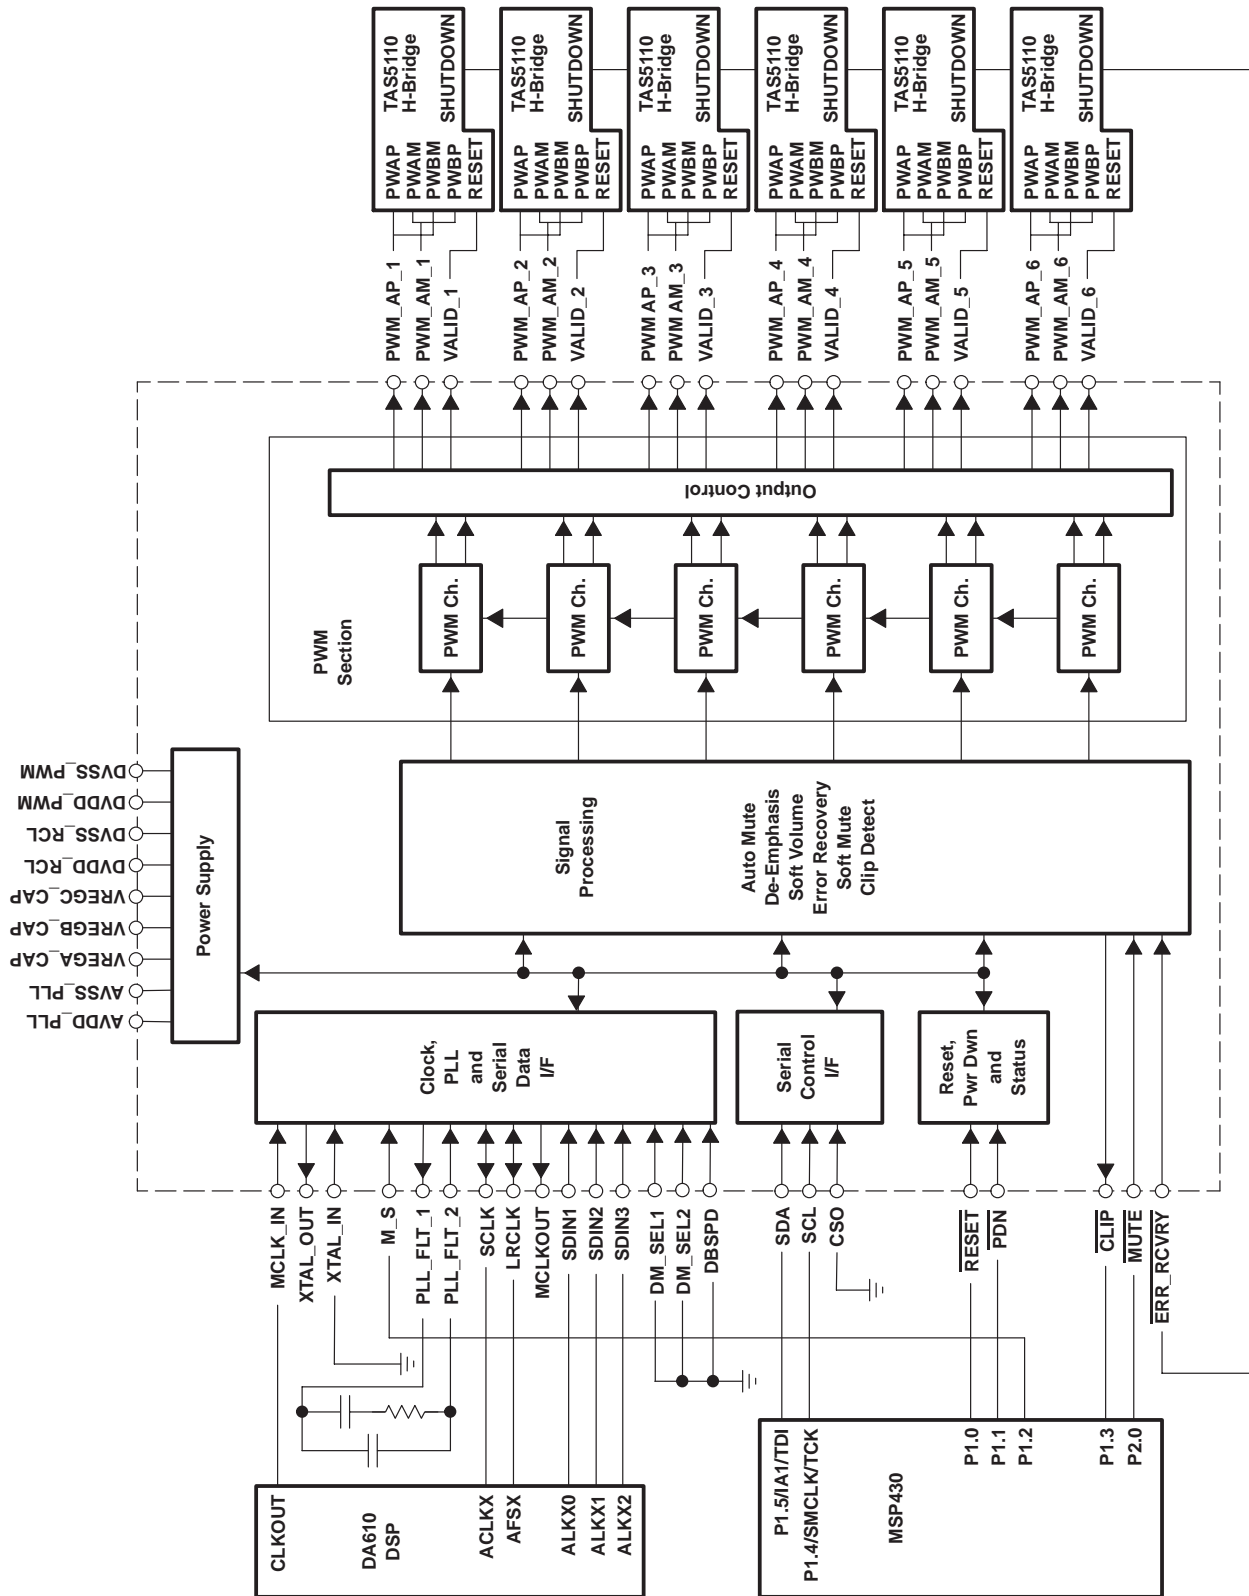 DVSS_PWM
DVDD_PWM
DVSS_RCL
DVDD_RCL
VREGC_CAP
VREGB_CAP
VREGA_CAP
AVSS_PLL
AVDD_PLL
Power Supply
DA610
DSP
CLKOUT
ACLKX
AFSX
ALKX0
ALKX1
ALKX2
MCLK_IN
XTAL_OUT
XTAL_IN
M_S
PLL_FLT_1
PLL_FLT_2
SCLK
LRCLK
MCLKOUT
SDIN1
SDIN2
SDIN3
DM_SEL1
DM_SEL2
DBSPD
Clock,
PLL
and
Serial
Data
I/F
MSP430
P1.5/IA1/TDI
P1.4/SMCLK/TCK
P1.0
P1.1
P1.2
P1.3
P2.0
SDA
SCL
CSO
RESET
PDN
CLIP
MUTE
ERR_RCVRY
Serial
Control
I/F
Reset,
Pwr Dwn
and
Status
Signal
Processing
Auto Mute
De-Emphasis
Soft Volume
Error Recovery
Soft Mute
Clip Detect
PWM
Section
PWM Ch.
PWM Ch.
PWM Ch.
PWM Ch.
PWM Ch.
PWM Ch.
Output Control
PWM_AP_1
PWM_AM_1
VALID_1
PWM_AP_2
PWM_AM_2
VALID_2
PWM AP_3
PWM AM_3
VALID_3
PWM_AP_4
PWM_AM_4
VALID_4
PWM_AP_5
PWM_AM_5
VALID_5
PWM_AP_6
PWM_AM_6
VALID_6
TAS5110
H-Bridge
PWAP
PWAM
PWBM
PWBP
RESET
SHUTDOWN
TAS5110
H-Bridge
PWAP
PWAM
PWBM
PWBP
RESET
SHUTDOWN
TAS5110
H-Bridge
PWAP
PWAM
PWBM
PWBP
RESET
SHUTDOWN
TAS5110
H-Bridge
PWAP
PWAM
PWBM
PWBP
RESET
SHUTDOWN
TAS5110
H-Bridge
PWAP
PWAM
PWBM
PWBP
RESET
SHUTDOWN
TAS5110
H-Bridge
PWAP
PWAM
PWBM
PWBP
RESET
SHUTDOWN